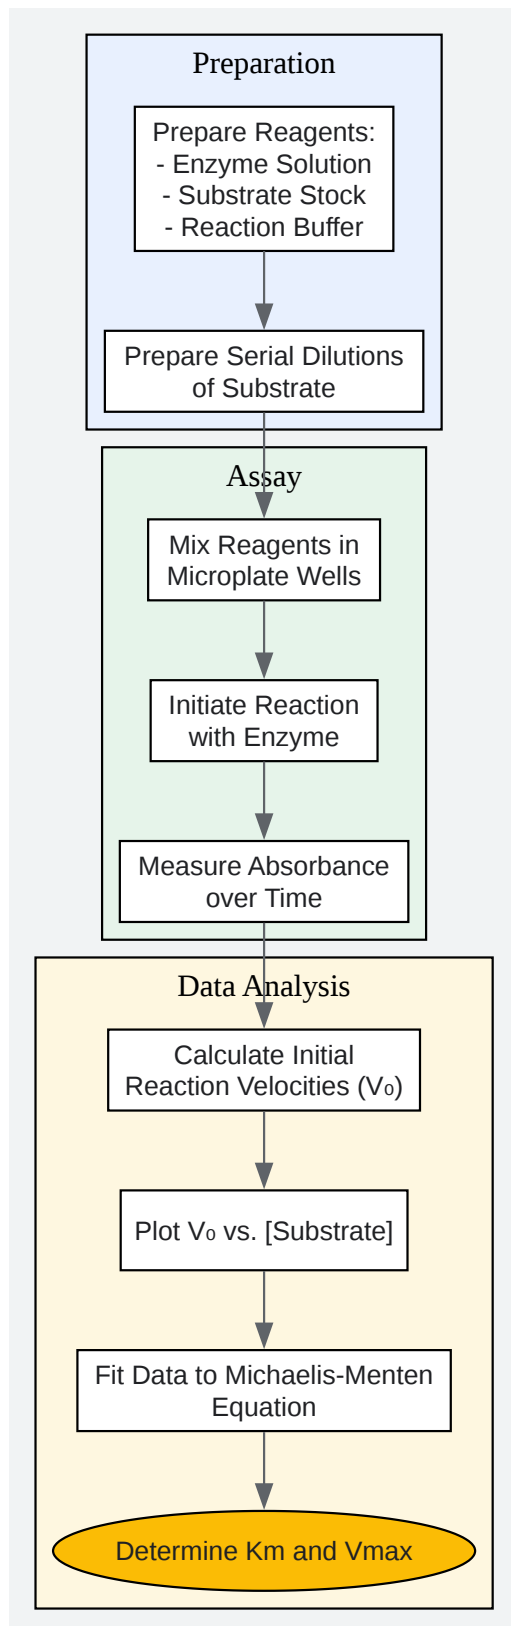 Preparation
Prepare Reagents:
- Enzyme Solution
- Substrate Stock
- Reaction Buffer
Prepare Serial Dilutions
of Substrate
Assay
Mix Reagents in
Microplate Wells
Initiate Reaction
with Enzyme
Measure Absorbance
over Time
Data Analysis
Calculate Initial
Reaction Velocities (V₀)
Plot V₀ vs. [Substrate]
Fit Data to Michaelis-Menten
Equation
Determine Km and Vmax